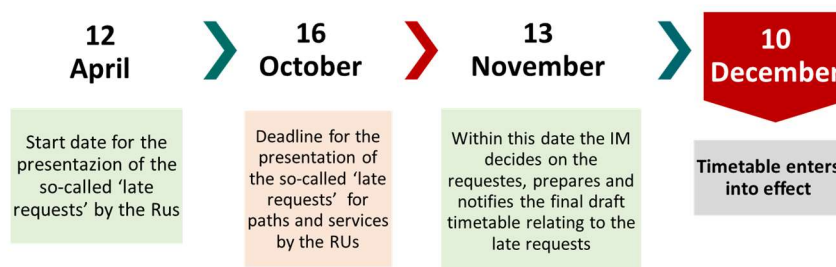 12
April
16
October
13
November
10
December
Start date for the
presentazion of the
so-called ‘late
requests’ by the Rus
Deadline for the
presentation of
the so-called ‘late
requests’ for
paths and services
by the RUs
Within this date the IM
decides on the
requestes, prepares and
notifies the final draft
timetable relating to the
late requests
Timetable enters
into effect